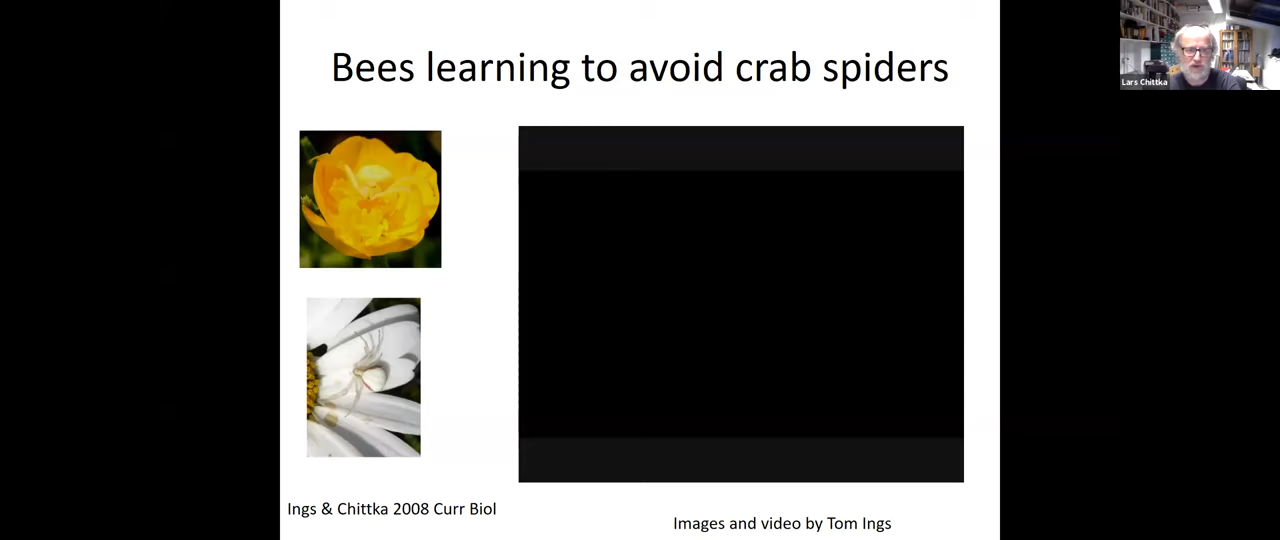 Bees learning to avoid crab spiders
Lars Chittka
Ings & Chittka 2008 Curr Biol
Images and video by Tom Ings